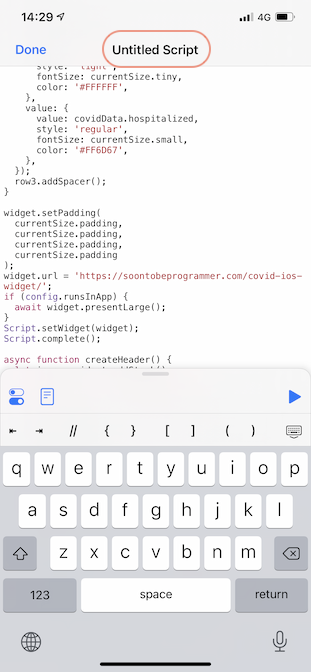 14:29
4G
Done
Untitled Script
style: 'light',
fontSize: currentSize.tiny,
color: '#FFFFFF',
},
value: {
value: covidData.hospitalized,
style: 'regular',
fontSize: currentSize.small,
color: '#FF6D67',
},
});
row3.addSpacer();
}
widget.setPadding(
currentSize.padding,
currentSize.padding,
currentSize.padding,
currentSize.padding
);
widget.url = 'https://soontobeprogrammer.com/covid-ios-
widget/';
if (config.runsInApp) {
await widget.presentLarge();
}
Script.setWidget(widget);
Script.complete();
async function createHeader() {
// { } [ ] ( )
q w e r t y u i o p
a s d f g h j k l
z x c v b n m
123 space return